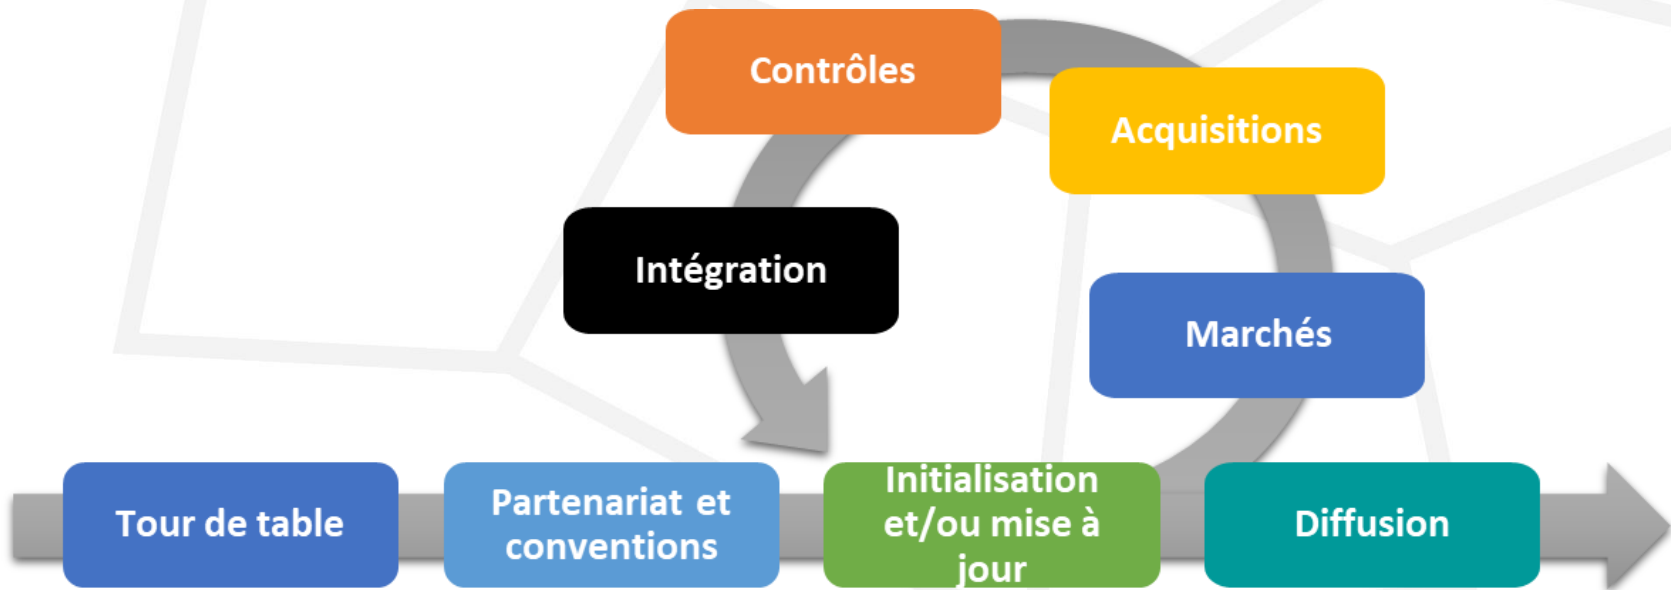 Contrôles
Acquisitions
Intégration
Marchés
Tour de table
Partenariat et
conventions
Initialisation
et/ou mise à
jour
Diffusion